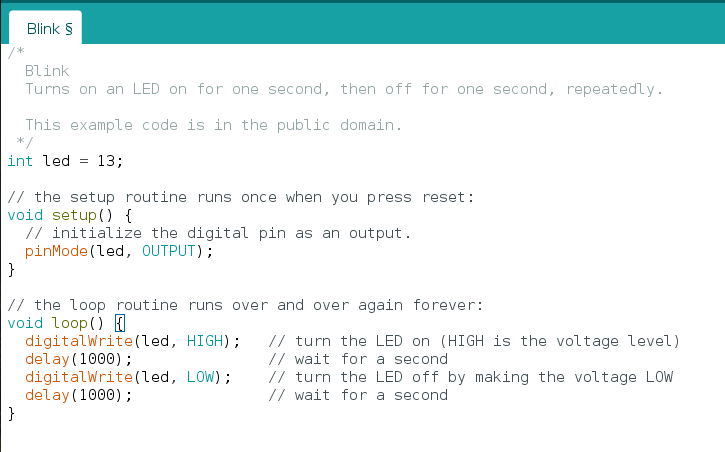 Blink §
/*
  Blink
  Turns on an LED on for one second, then off for one second, repeatedly.

  This example code is in the public domain.
 */
int led = 13;

// the setup routine runs once when you press reset:
void setup() {
  // initialize the digital pin as an output.
  pinMode(led, OUTPUT);
}

// the loop routine runs over and over again forever:
void loop() {
  digitalWrite(led, HIGH);   // turn the LED on (HIGH is the voltage level)
  delay(1000);               // wait for a second
  digitalWrite(led, LOW);    // turn the LED off by making the voltage LOW
  delay(1000);               // wait for a second
}